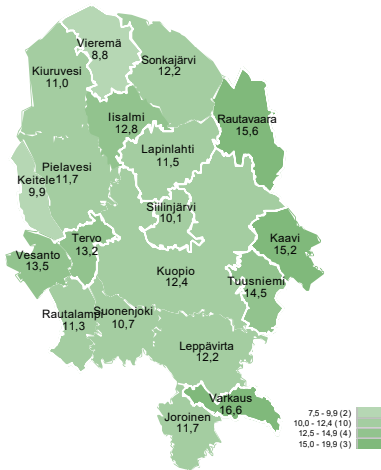 Vieremä
8,8
Sonkajärvi
12,2
Kiuruvesi
11,0
Iisalmi
12,8
Rautavaara
15,6
Lapinlahti
11,5
Pielavesi
11,7
Keitele
9,9
Siilinjärvi
10,1
Tervo
13,2
Kaavi
15,2
Vesanto
13,5
Kuopio
12,4
Tuusniemi
14,5
Rautalampi
11,3
Suonenjoki
10,7
Leppävirta
12,2
Varkaus
16,6
Joroinen
11,7
7,5 - 9,9 (2)
10,0 - 12,4 (10)
12,5 - 14,9 (4)
15,0 - 19,9 (3)